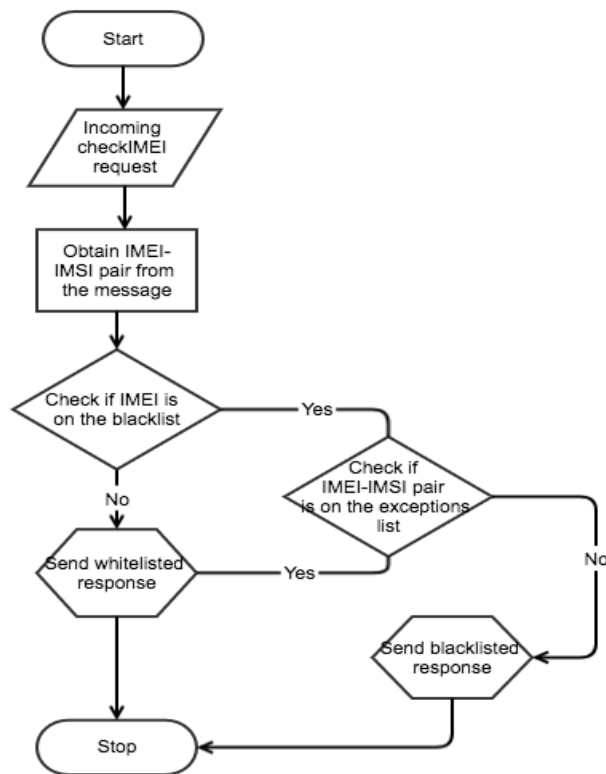 Start
Incoming
checkIMEI
request
Obtain IMEI-
IMSI pair from
the message
Check if IMEI is
on the blacklist
Yes
Check if
IMEI-IMSI pair
is on the exceptions
list
No
Send whitelisted
response
Yes
No
Send blacklisted
response
Stop